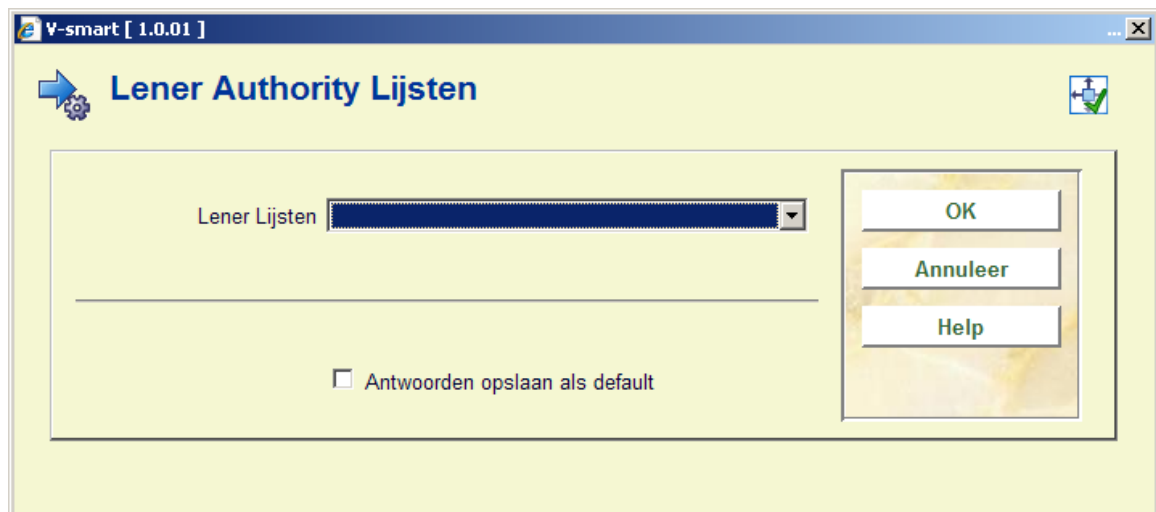 V-smart [ 1.0.01 ]
...
Lener Authority Lijsten
Lener Lijsten
OK
Annuleer
Help
Antwoorden opslaan als default